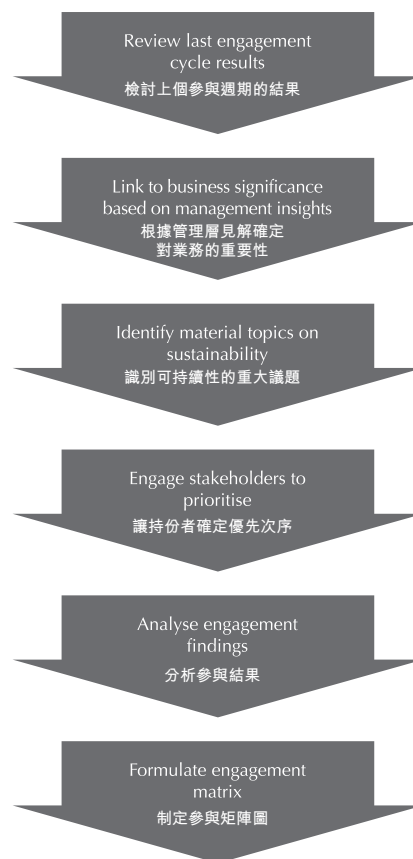 Review last engagement
cycle results
檢討上個參與週期的結果
Link to business significance
based on management insights
根據管理層見解確定
對業務的重要性
Identify material topics on
sustainability
識別可持續性的重大議題
Engage stakeholders to
prioritise
讓持份者確定優先次序
Analyse engagement
findings
分析參與結果
Formulate engagement
matrix
制定參與矩陣圖